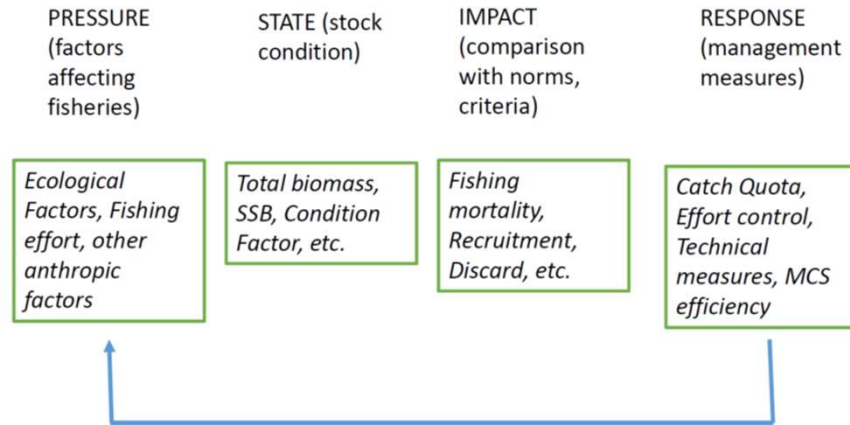 PRESSURE
(factors
affecting
fisheries)
STATE (stock
condition)
IMPACT
(comparison
with norms,
criteria)
RESPONSE
(management
measures)
Ecological
Factors, Fishing
effort, other
anthropic
factors
Total biomass,
SSB, Condition
Factor, etc.
Fishing
mortality,
Recruitment,
Discard, etc.
Catch Quota,
Effort control,
Technical
measures, MCS
efficiency